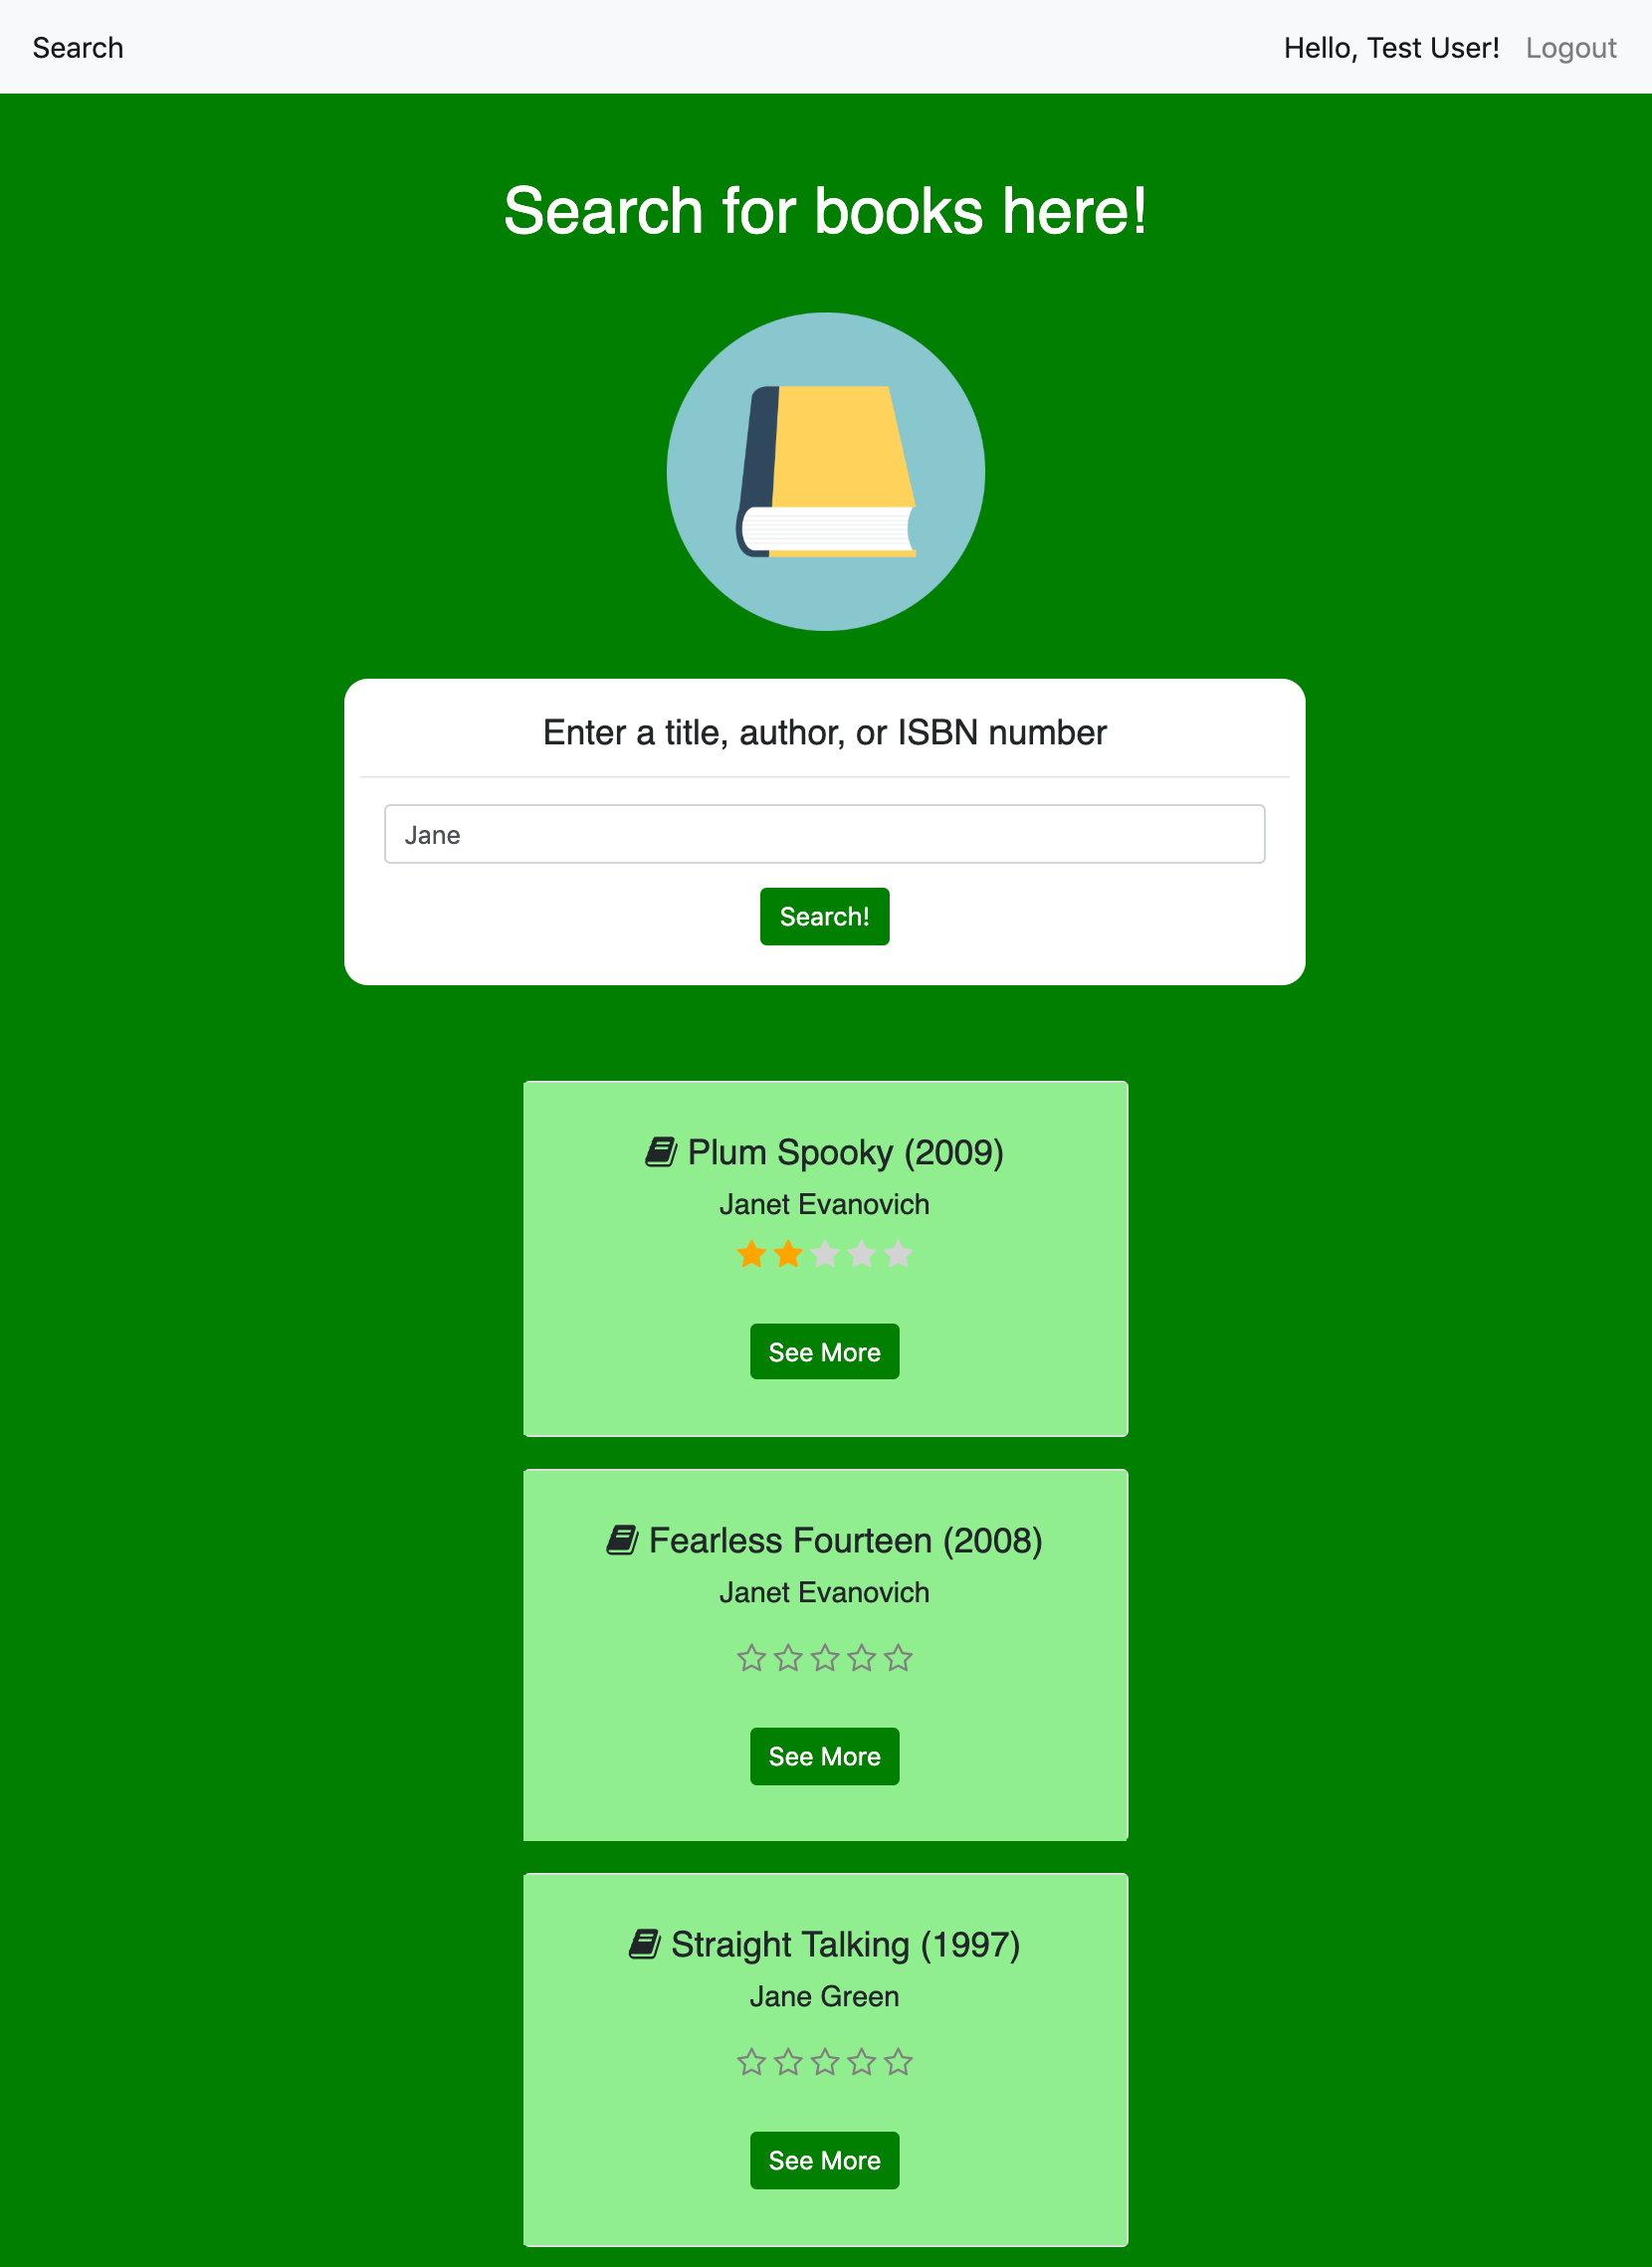 Search
Hello, Test User! Logout
Search for books here!
Enter a title, author, or ISBN number
Jane
Search!
Plum Spooky (2009)
Janet Evanovich
See More
Fearless Fourteen (2008)
Janet Evanovich
See More
Straight Talking (1997)
Jane Green
See More